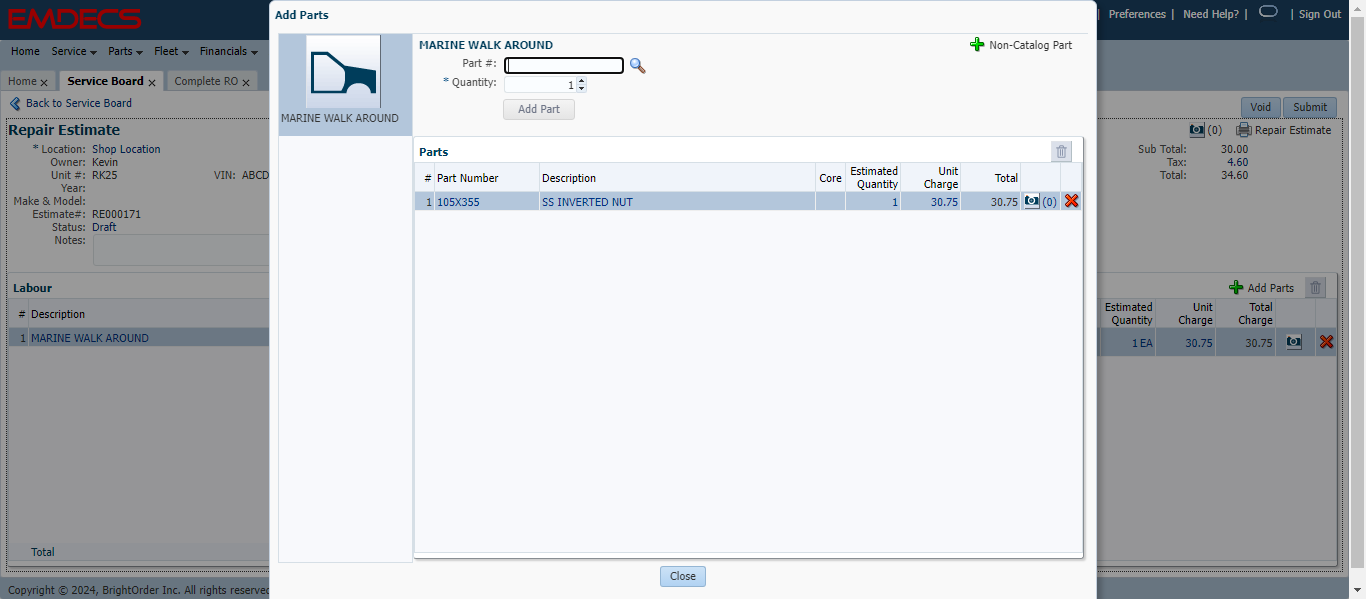 EMDECS
Preferences | Need Help? | | Sign Out
Home Service Parts Fleet Financials
Home x Service Board x Complete RO x
Back to Service Board
Void Submit
Repair Estimate
(0) Repair Estimate
* Location: Shop Location
Owner: Kevin
Unit #: RK25 VIN: ABCD
Year:
Make & Model:
Estimate#: RE000171
Status: Draft
Notes:
Sub Total: 30.00
Tax: 4.60
Total: 34.60
Labour
# Description
1 MARINE WALK AROUND
Total
Add Parts
Estimated Quantity Unit Charge Total Charge
1 EA 30.75 30.75
Copyright © 2024, BrightOrder Inc. All rights reserved
Add Parts
MARINE WALK AROUND
MARINE WALK AROUND
Non-Catalog Part
Part #:
* Quantity: 1
Add Part
Parts
# Part Number Description Core Estimated Quantity Unit Charge Total
1 105X355 SS INVERTED NUT 1 30.75 30.75 (0)
Close